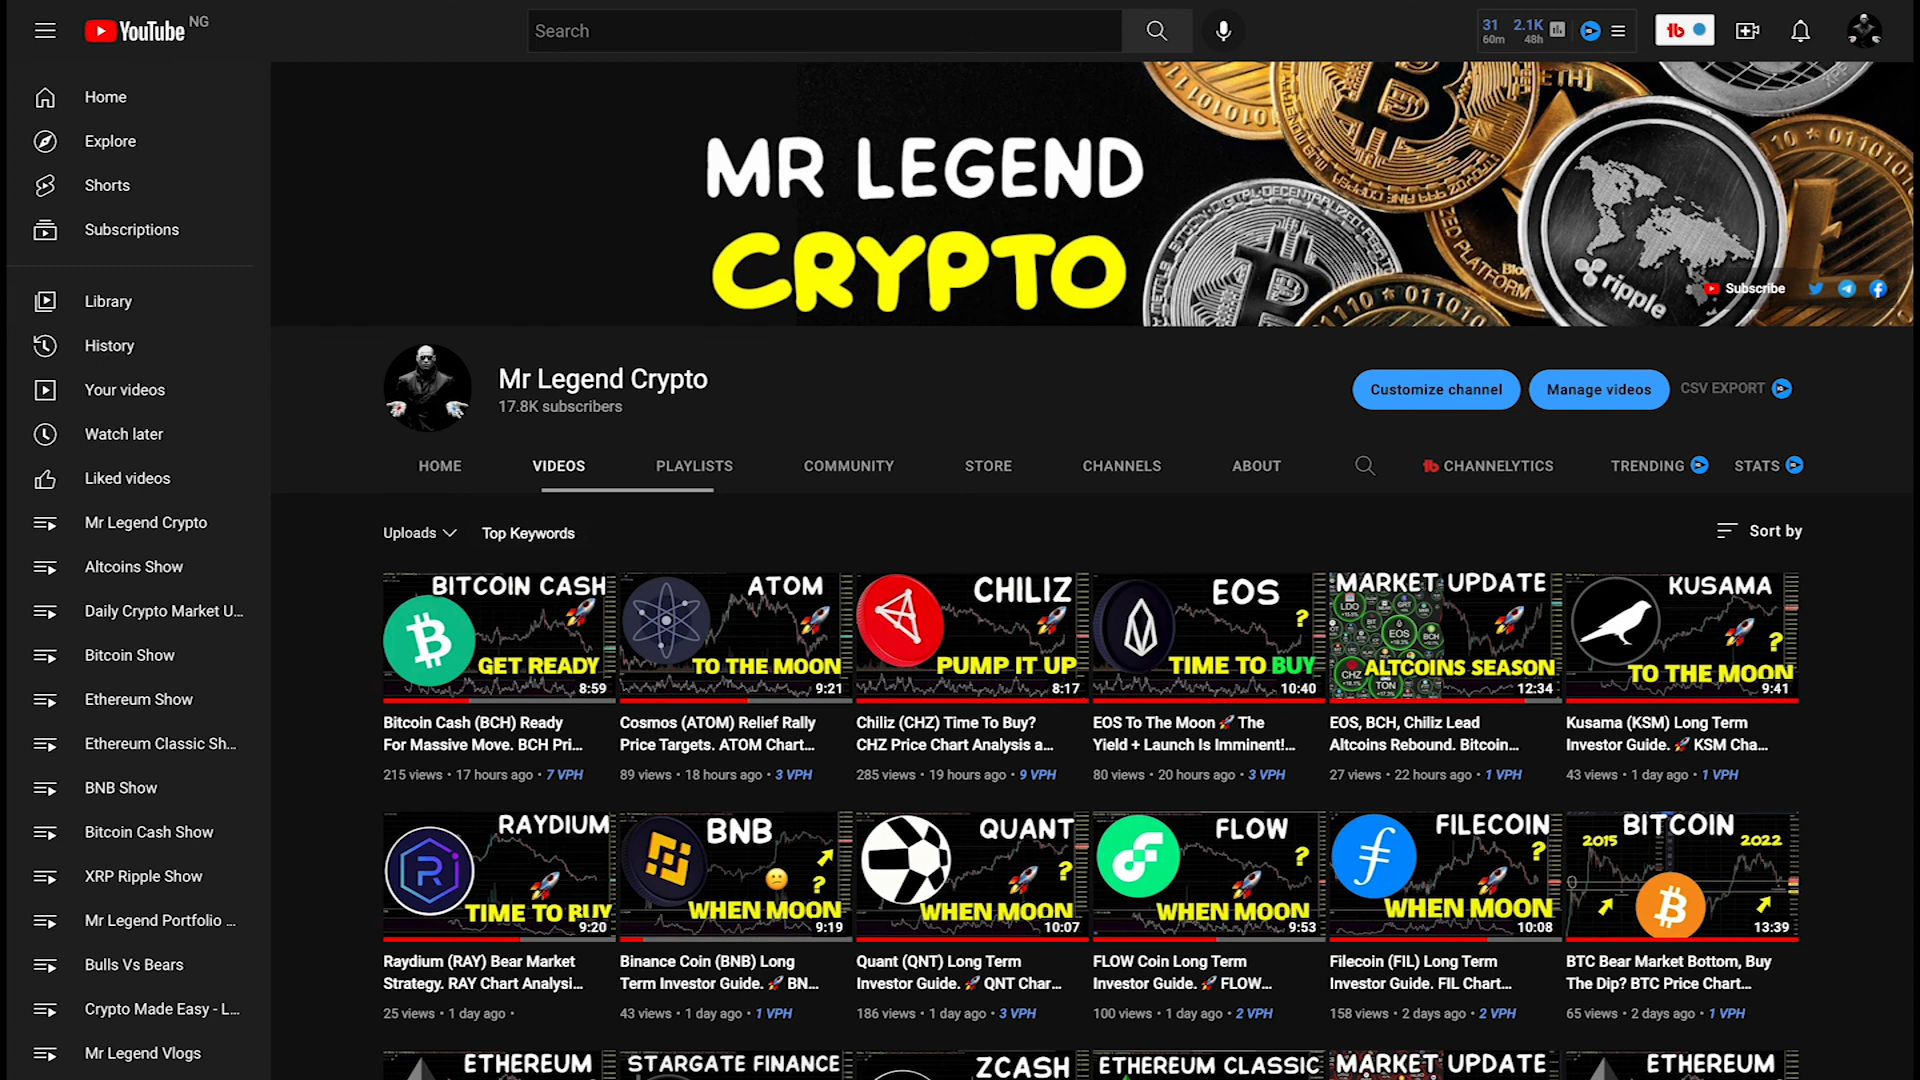 YouTube NG
Search
31 60m 2.1K 48h
Home
Explore
Shorts
Subscriptions
Library
History
Your videos
Watch later
Liked videos
Mr Legend Crypto
Altcoins Show
Daily Crypto Market U...
Bitcoin Show
Ethereum Show
Ethereum Classic Sh...
BNB Show
Bitcoin Cash Show
XRP Ripple Show
Mr Legend Portfolio ...
Bulls Vs Bears
Crypto Made Easy - L...
Mr Legend Vlogs
MR LEGEND
CRYPTO
ripple
Subscribe
Mr Legend Crypto
17.8K subscribers
Customize channel
Manage videos
CSV EXPORT
HOME VIDEOS PLAYLISTS COMMUNITY STORE CHANNELS ABOUT CHANNELYTICS TRENDING STATS
Uploads Top Keywords Sort by
BITCOIN CASH
GET READY
8:59
Bitcoin Cash (BCH) Ready
For Massive Move. BCH Pri...
215 views • 17 hours ago • 7 VPH
ATOM
TO THE MOON
9:21
Cosmos (ATOM) Relief Rally
Price Targets. ATOM Chart...
89 views • 18 hours ago • 3 VPH
CHILIZ
PUMP IT UP
8:17
Chiliz (CHZ) Time To Buy?
CHZ Price Chart Analysis a...
285 views • 19 hours ago • 9 VPH
EOS
?
TIME TO BUY
10:40
EOS To The Moon 🚀 The
Yield + Launch Is Imminent!...
80 views • 20 hours ago • 3 VPH
MARKET UPDATE
LDO
GRT
EOS
BCH
CHZ
TON
ALTCOINS SEASON
12:34
EOS, BCH, Chiliz Lead
Altcoins Rebound. Bitcoin...
27 views • 22 hours ago • 1 VPH
KUSAMA
?
TO THE MOON
9:41
Kusama (KSM) Long Term
Investor Guide. 🚀 KSM Cha...
43 views • 1 day ago • 1 VPH
RAYDIUM
TIME TO BUY
9:20
Raydium (RAY) Bear Market
Strategy. RAY Chart Analysi...
25 views • 1 day ago •
BNB
?
WHEN MOON
9:19
Binance Coin (BNB) Long
Term Investor Guide. 🚀 BN...
43 views • 1 day ago • 1 VPH
QUANT
?
WHEN MOON
10:07
Quant (QNT) Long Term
Investor Guide. 🚀 QNT Char...
186 views • 1 day ago • 3 VPH
FLOW
?
WHEN MOON
9:53
FLOW Coin Long Term
Investor Guide. 🚀 FLOW...
100 views • 1 day ago • 2 VPH
FILECOIN
?
WHEN MOON
10:08
Filecoin (FIL) Long Term
Investor Guide. FIL Chart...
158 views • 2 days ago • 2 VPH
BITCOIN
2015 2022
13:39
BTC Bear Market Bottom, Buy
The Dip? BTC Price Chart...
65 views • 2 days ago • 1 VPH
ETHEREUM
STARGATE FINANCE
ZCASH
ETHEREUM CLASSIC
MARKET UPDATE
ETHEREUM